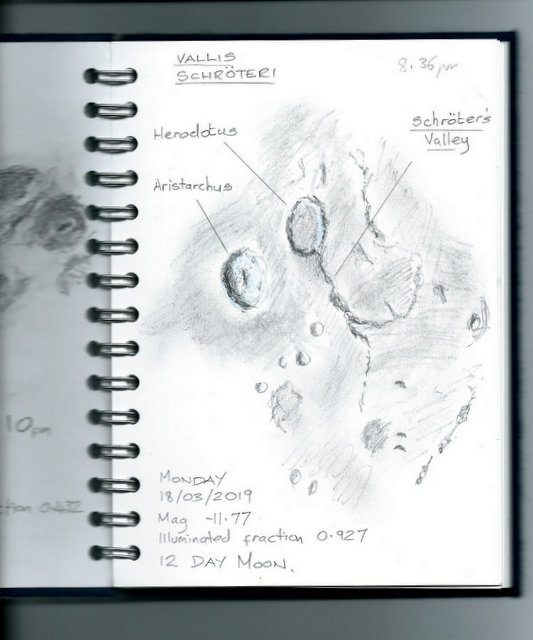 VALLIS
SCHRÖTERI
8.36pm
Schröter's
Valley
Herodotus
Aristarchus
10pm
ction 0.432
MONDAY
18/03/2019
Mag -11.77
Illuminated fraction 0.927
12 DAY MOON.